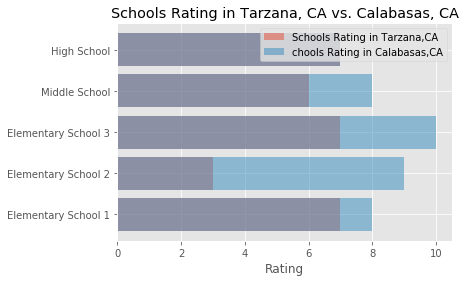 Schools Rating in Tarzana, CA vs. Calabasas, CA
Schools Rating in Tarzana,CA
chools Rating in Calabasas,CA
High School
Middle School
Elementary School 3
Elementary School 2
Elementary School 1
0 2 4 6 8 10
Rating